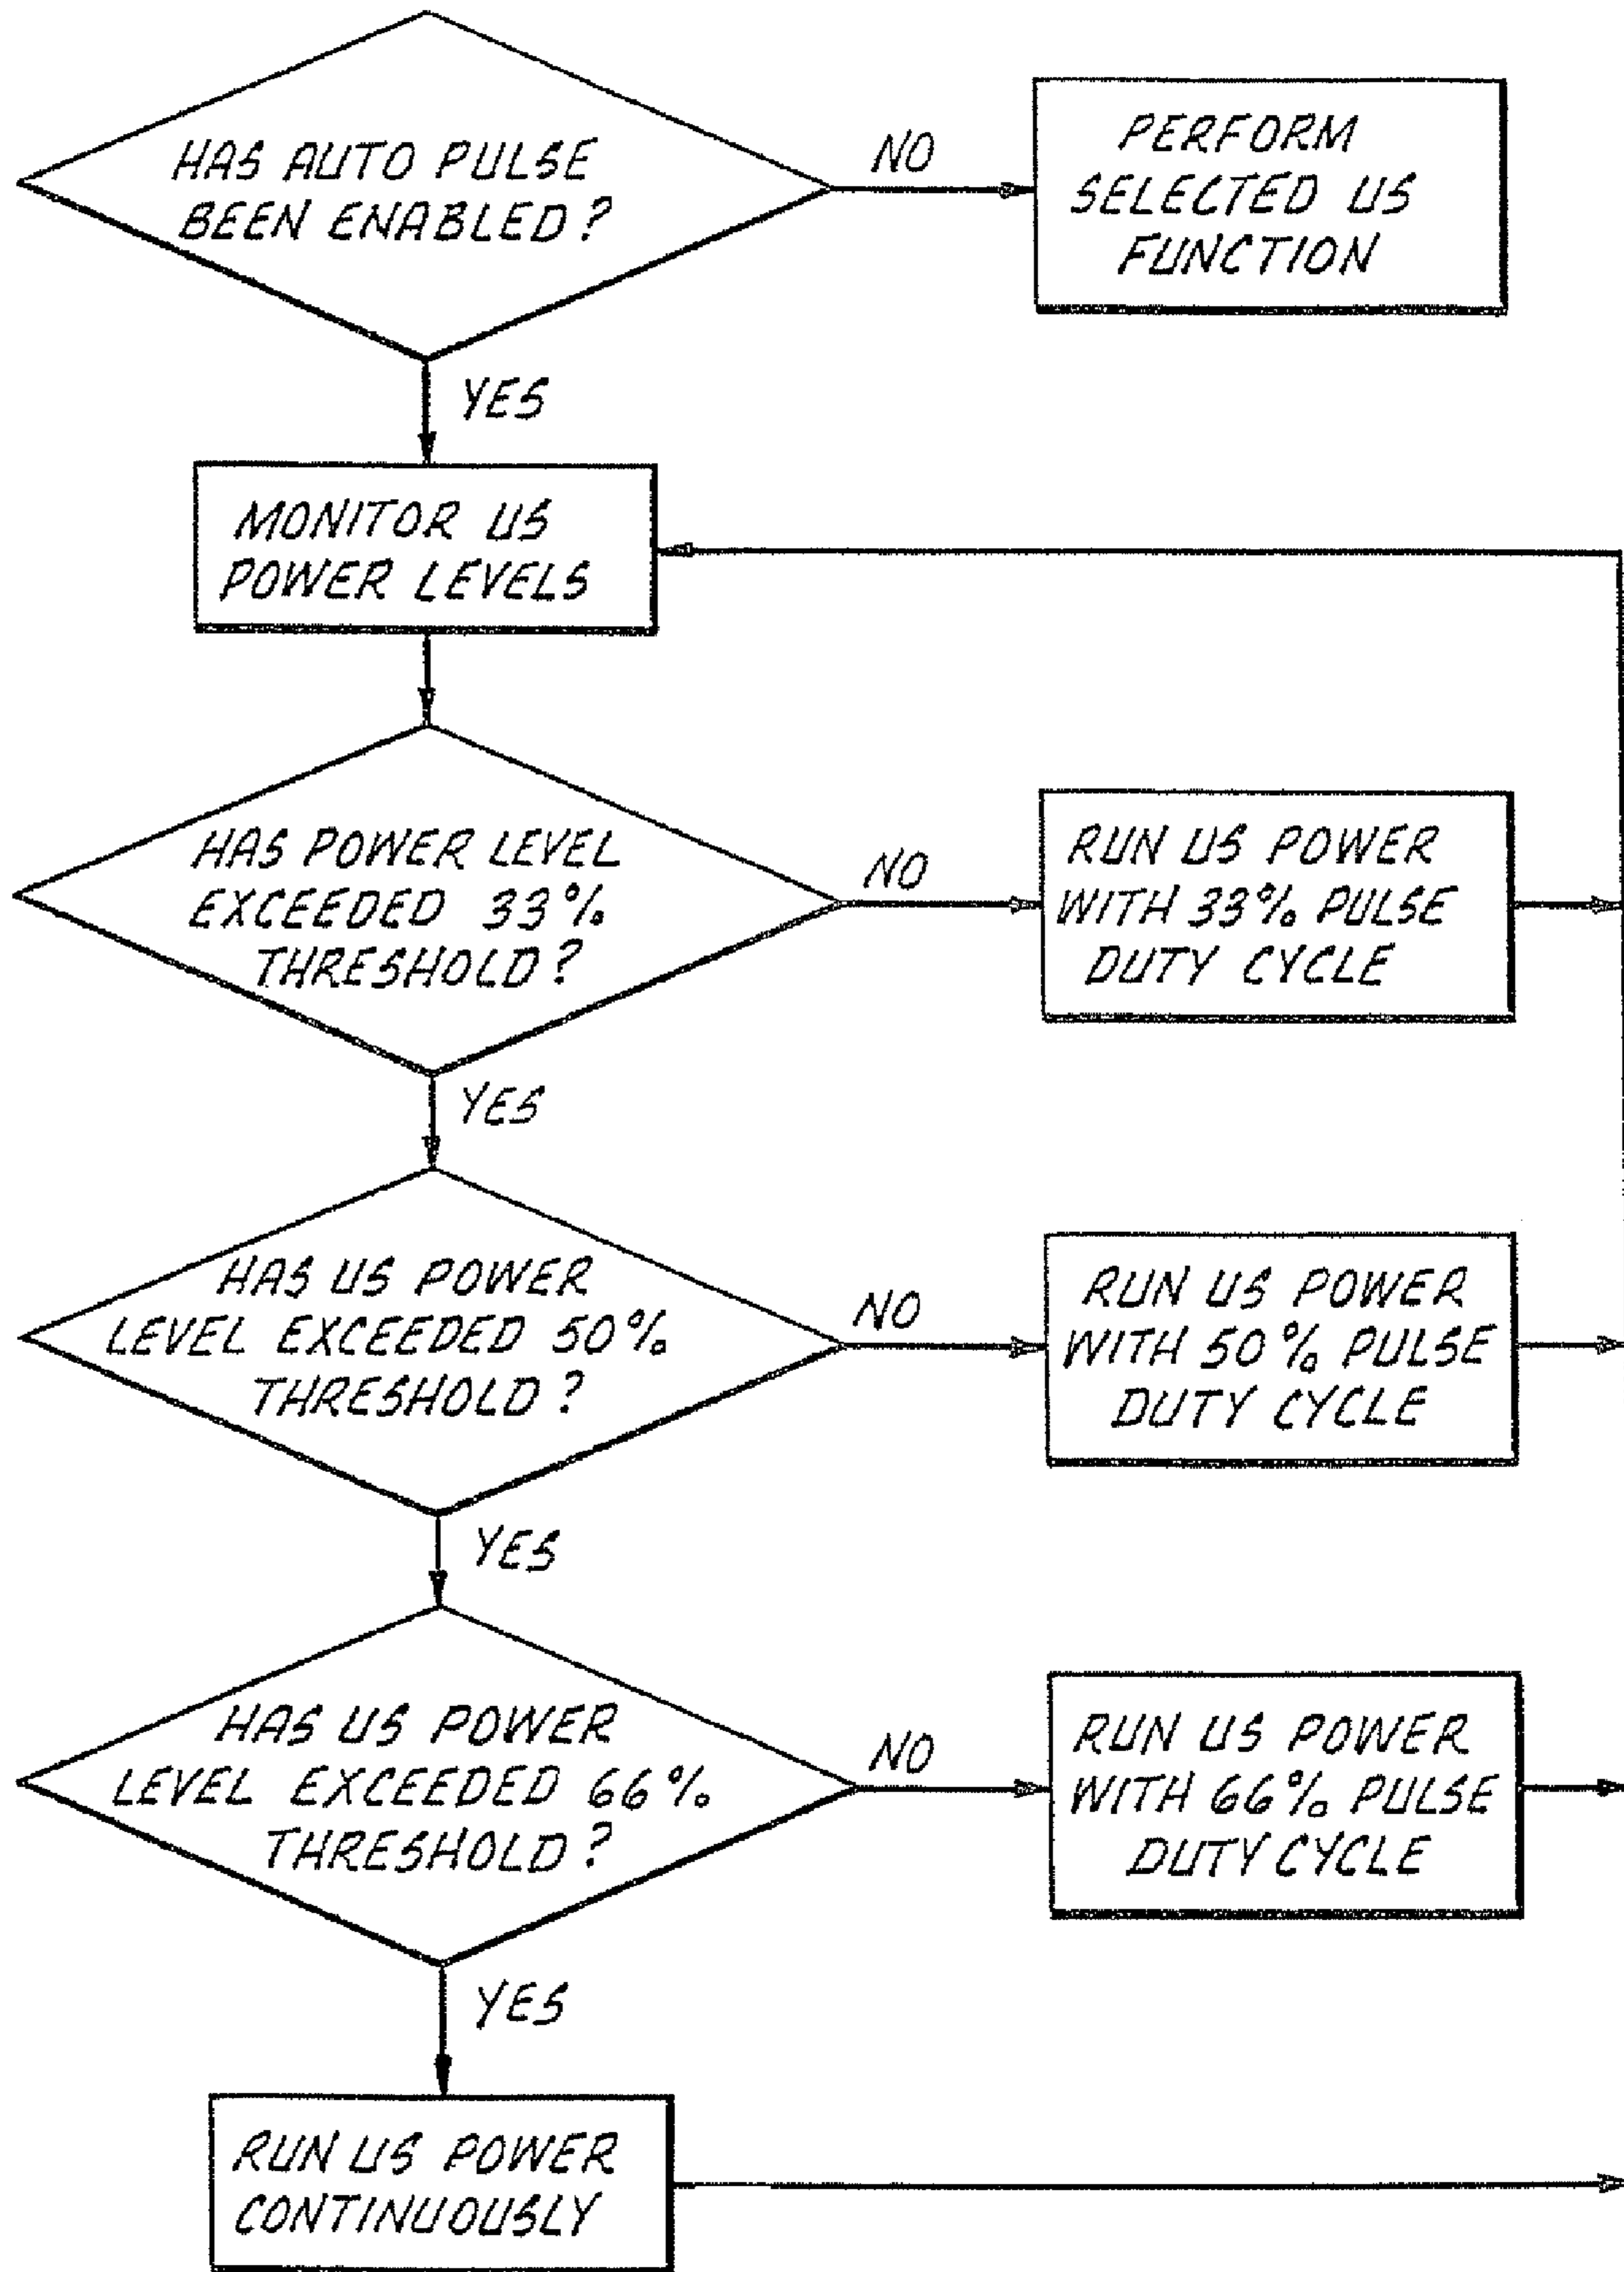 HAS AUTO PULSE
BEEN ENABLED?
NO
PERFORM
SELECTED US
FUNCTION
YES
MONITOR US
POWER LEVELS
HAS POWER LEVEL
EXCEEDED 33%
THRESHOLD?
NO
RUN US POWER
WITH 33% PULSE
DUTY CYCLE
YES
HAS US POWER
LEVEL EXCEEDED 50%
THRESHOLD?
NO
RUN US POWER
WITH 50% PULSE
DUTY CYCLE
YES
HAS US POWER
LEVEL EXCEEDED 66%
THRESHOLD?
NO
RUN US POWER
WITH 66% PULSE
DUTY CYCLE
YES
RUN US POWER
CONTINUOUSLY